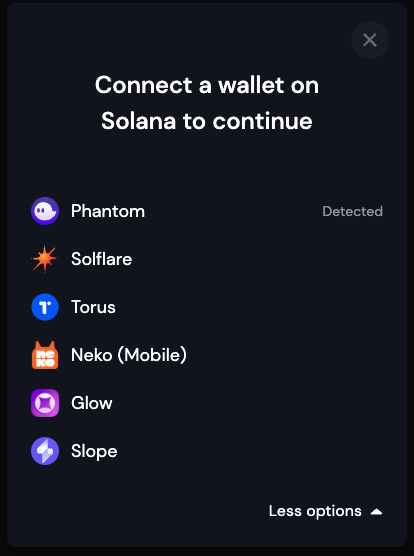 Connect a wallet on
Solana to continue
Phantom Detected
Solflare
Torus
Neko (Mobile)
Glow
Slope
Less options